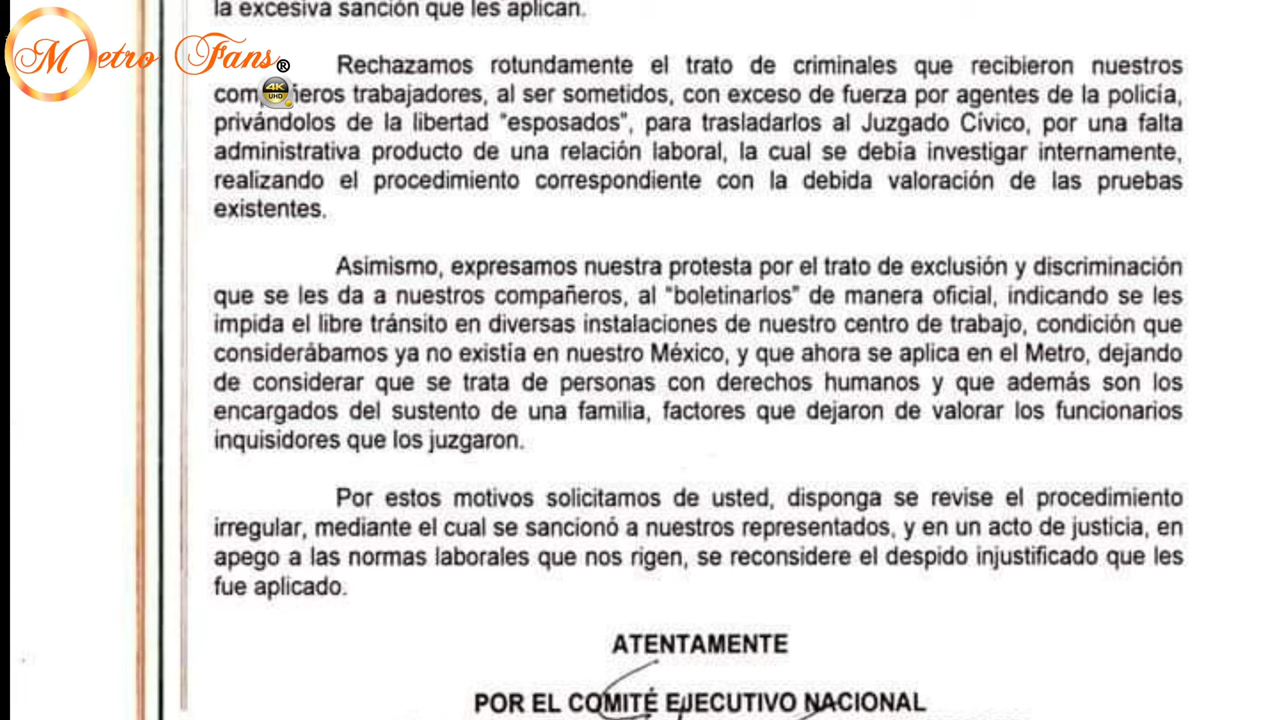 la excesiva sanción que les aplican.
Metro Fans®
4K
UHD
Rechazamos rotundamente el trato de criminales que recibieron nuestros
compañeros trabajadores, al ser sometidos, con exceso de fuerza por agentes de la policía,
privándolos de la libertad "esposados", para trasladarlos al Juzgado Cívico, por una falta
administrativa producto de una relación laboral, la cual se debía investigar internamente,
realizando el procedimiento correspondiente con la debida valoración de las pruebas
existentes.
Asimismo, expresamos nuestra protesta por el trato de exclusión y discriminación
que se les da a nuestros compañeros, al "boletinarlos" de manera oficial, indicando se les
impida el libre tránsito en diversas instalaciones de nuestro centro de trabajo, condición que
considerábamos ya no existía en nuestro México, y que ahora se aplica en el Metro, dejando
de considerar que se trata de personas con derechos humanos y que además son los
encargados del sustento de una familia, factores que dejaron de valorar los funcionarios
inquisidores que los juzgaron.
Por estos motivos solicitamos de usted, disponga se revise el procedimiento
irregular, mediante el cual se sancionó a nuestros representados, y en un acto de justicia, en
apego a las normas laborales que nos rigen, se reconsidere el despido injustificado que les
fue aplicado.
ATENTAMENTE
POR EL COMITÉ EJECUTIVO NACIONAL